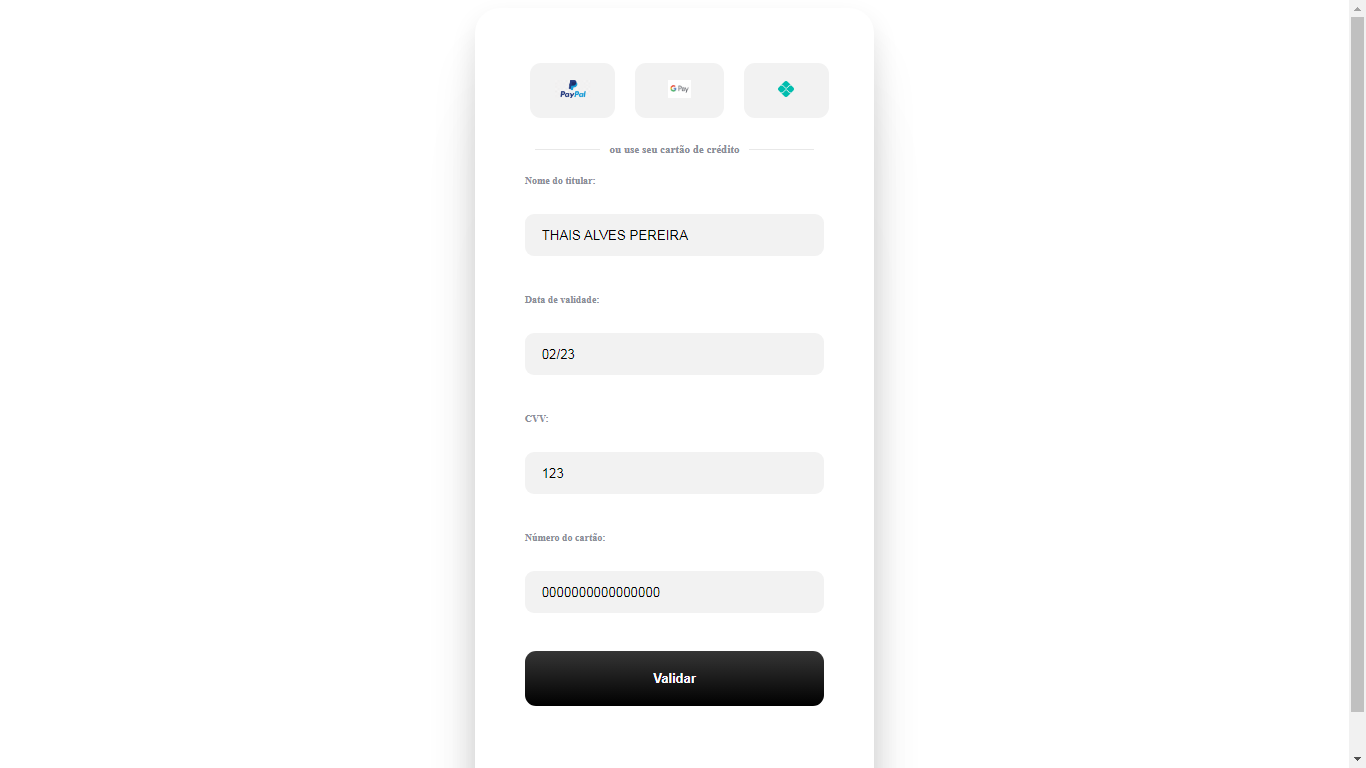 PayPal
G Pay
ou use seu cartão de crédito
Nome do titular:
THAIS ALVES PEREIRA
Data de validade:
02/23
CVV:
123
Número do cartão:
0000000000000000
Validar